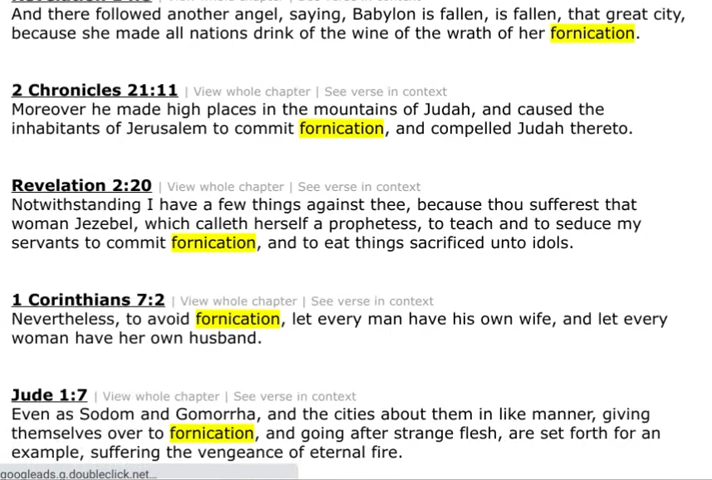 And there followed another angel, saying, Babylon is fallen, is fallen, that great city,
because she made all nations drink of the wine of the wrath of her fornication.
2 Chronicles 21:11 | View whole chapter | See verse in context
Moreover he made high places in the mountains of Judah, and caused the
inhabitants of Jerusalem to commit fornication, and compelled Judah thereto.
Revelation 2:20 | View whole chapter | See verse in context
Notwithstanding I have a few things against thee, because thou sufferest that
woman Jezebel, which calleth herself a prophetess, to teach and to seduce my
servants to commit fornication, and to eat things sacrificed unto idols.
1 Corinthians 7:2 | View whole chapter | See verse in context
Nevertheless, to avoid fornication, let every man have his own wife, and let every
woman have her own husband.
Jude 1:7 | View whole chapter | See verse in context
Even as Sodom and Gomorrha, and the cities about them in like manner, giving
themselves over to fornication, and going after strange flesh, are set forth for an
example, suffering the vengeance of eternal fire.
googleads.g.doubleclick.net...